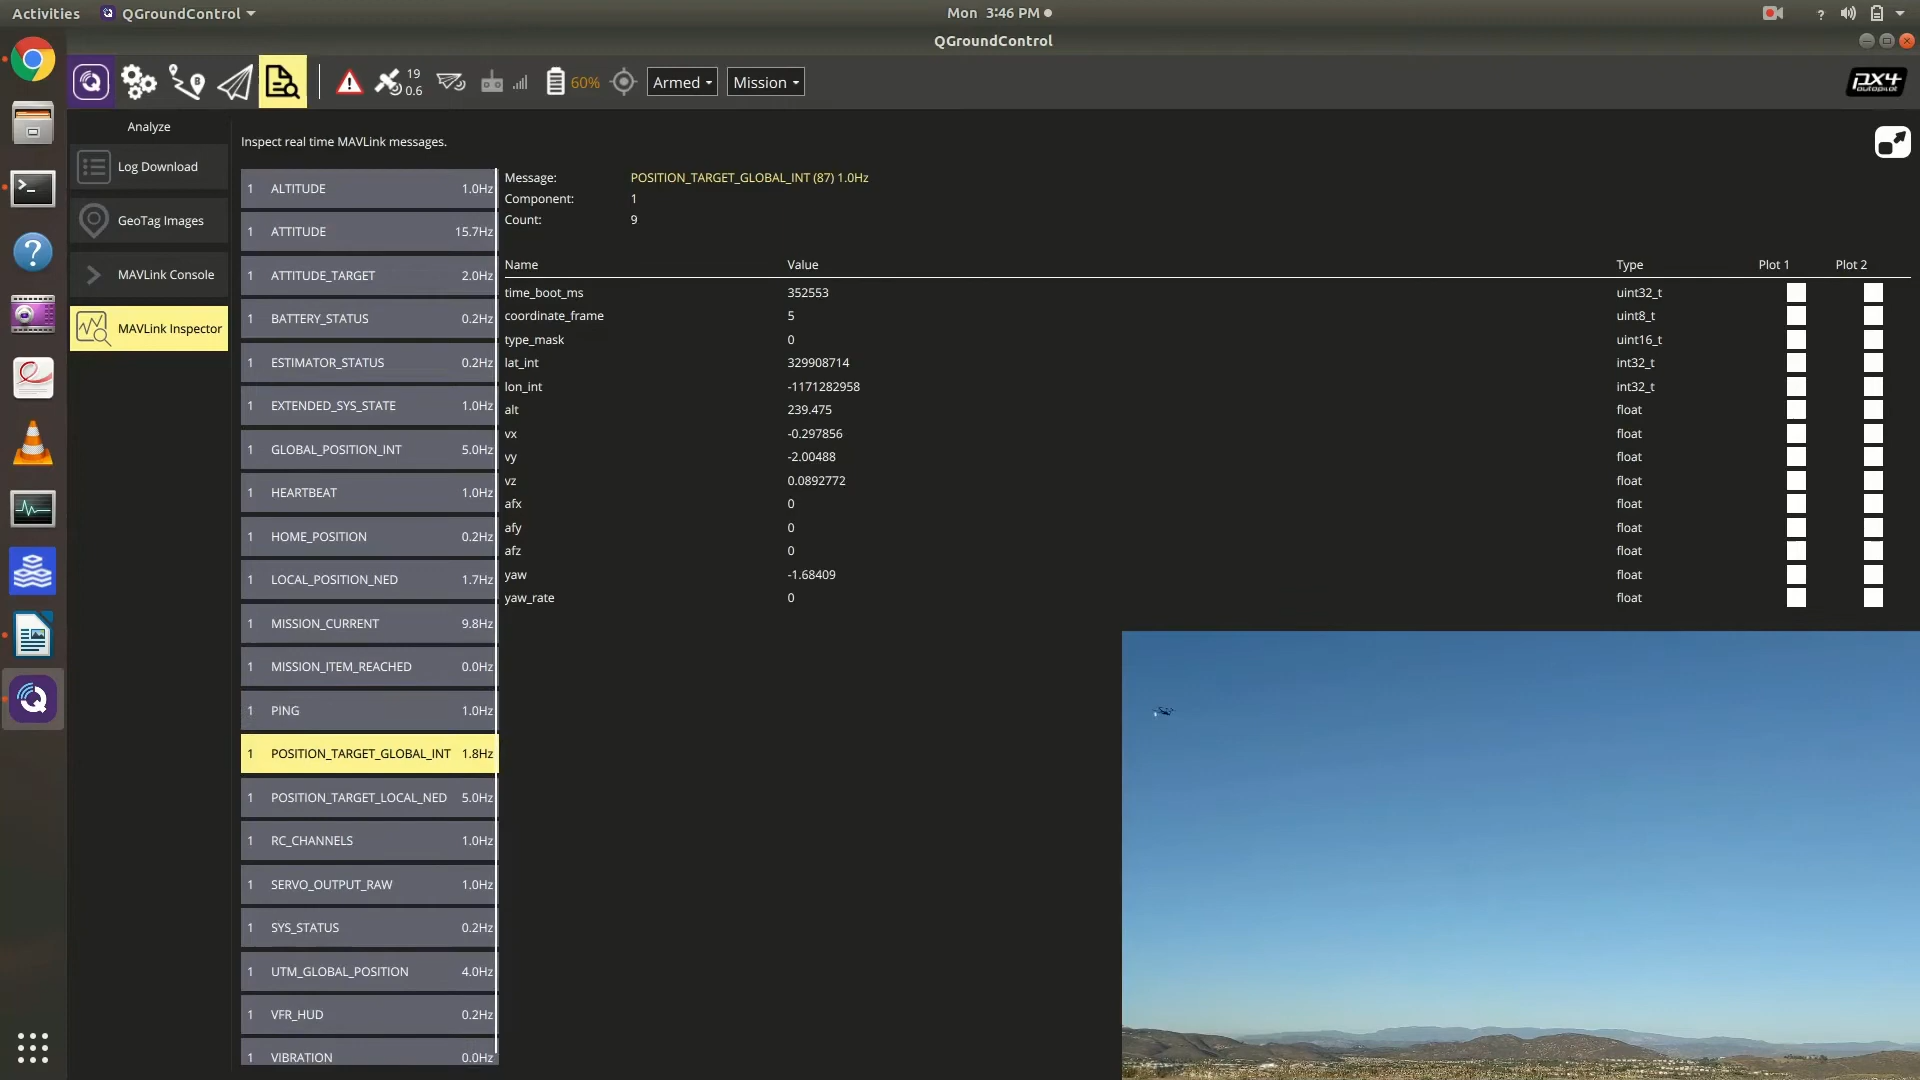 Activities QGroundControl Mon 3:46 PM ?
QGroundControl
19
0.6
60%
Armed
Mission
PX4
autopilot
Analyze
Log Download
GeoTag Images
MAVLink Console
MAVLink Inspector
Inspect real time MAVLink messages.
1 ALTITUDE 1.0Hz
1 ATTITUDE 15.7Hz
1 ATTITUDE_TARGET 2.0Hz
1 BATTERY_STATUS 0.2Hz
1 ESTIMATOR_STATUS 0.2Hz
1 EXTENDED_SYS_STATE 1.0Hz
1 GLOBAL_POSITION_INT 5.0Hz
1 HEARTBEAT 1.0Hz
1 HOME_POSITION 0.2Hz
1 LOCAL_POSITION_NED 1.7Hz
1 MISSION_CURRENT 9.8Hz
1 MISSION_ITEM_REACHED 0.0Hz
1 PING 1.0Hz
1 POSITION_TARGET_GLOBAL_INT 1.8Hz
1 POSITION_TARGET_LOCAL_NED 5.0Hz
1 RC_CHANNELS 1.0Hz
1 SERVO_OUTPUT_RAW 1.0Hz
1 SYS_STATUS 0.2Hz
1 UTM_GLOBAL_POSITION 4.0Hz
1 VFR_HUD 0.2Hz
1 VIBRATION 0.0Hz
Message: POSITION_TARGET_GLOBAL_INT (87) 1.0Hz
Component: 1
Count: 9
Name Value Type Plot 1 Plot 2
time_boot_ms 352553 uint32_t
coordinate_frame 5 uint8_t
type_mask 0 uint16_t
lat_int 329908714 int32_t
lon_int -1171282958 int32_t
alt 239.475 float
vx -0.297856 float
vy -2.00488 float
vz 0.0892772 float
afx 0 float
afy 0 float
afz 0 float
yaw -1.68409 float
yaw_rate 0 float